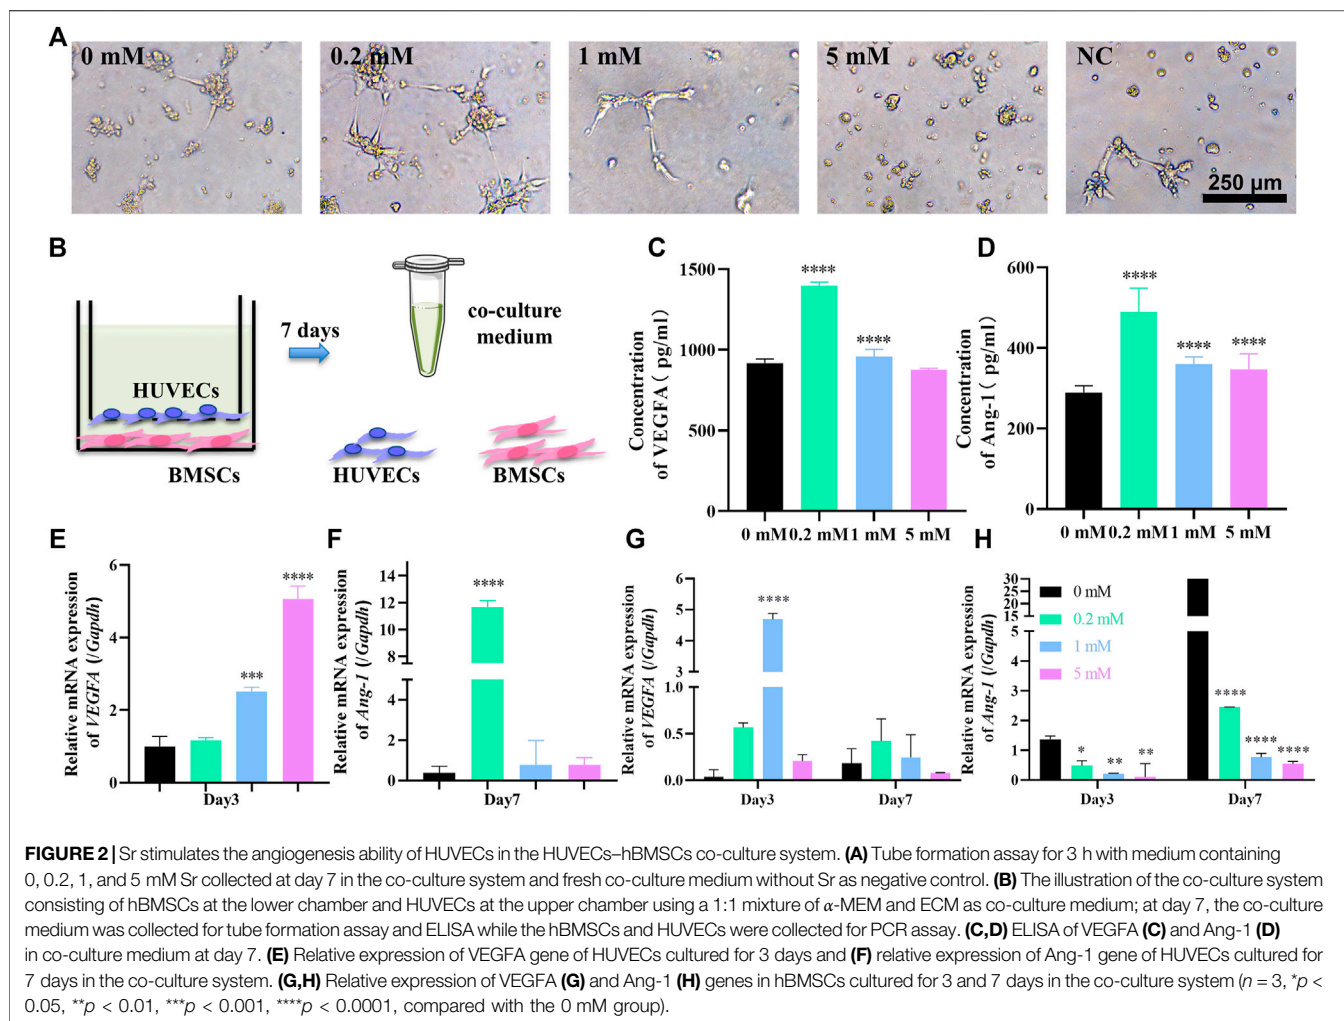 A
0 mM
0.2 mM
1 mM
5 mM
NC
250 µm
B
7 days
co-culture
medium
HUVECs
BMSCs
HUVECs
BMSCs
C
Concentration
of VEGFA( pg/ml)
1500
1000
500
0
****
****
0 mM 0.2 mM 1 mM 5 mM
D
Concentration
of Ang-1( pg/ml)
600
400
200
0
****
****
****
0 mM 0.2 mM 1 mM 5 mM
E
Relative mRNA expression
of VEGFA (/Gapdh)
6
4
2
0
***
****
Day3
F
Relative mRNA expression
of Ang-1 (/Gapdh)
14
12
10
8
6
4
2
0
****
Day7
G
Relative mRNA expression
of VEGFA (/Gapdh)
6
5
4
1.0
0.5
0.0
****
Day3 Day7
H
Relative mRNA expression
of Ang-1 (/Gapdh)
30
25
20
15
5
4
3
2
1
0
0 mM
0.2 mM
1 mM
5 mM
*
**
**
****
****
****
Day3 Day7
FIGURE 2 | Sr stimulates the angiogenesis ability of HUVECs in the HUVECs–hBMSCs co-culture system. (A) Tube formation assay for 3 h with medium containing
0, 0.2, 1, and 5 mM Sr collected at day 7 in the co-culture system and fresh co-culture medium without Sr as negative control. (B) The illustration of the co-culture system
consisting of hBMSCs at the lower chamber and HUVECs at the upper chamber using a 1:1 mixture of α-MEM and ECM as co-culture medium; at day 7, the co-culture
medium was collected for tube formation assay and ELISA while the hBMSCs and HUVECs were collected for PCR assay. (C,D) ELISA of VEGFA (C) and Ang-1 (D)
in co-culture medium at day 7. (E) Relative expression of VEGFA gene of HUVECs cultured for 3 days and (F) relative expression of Ang-1 gene of HUVECs cultured for
7 days in the co-culture system. (G,H) Relative expression of VEGFA (G) and Ang-1 (H) genes in hBMSCs cultured for 3 and 7 days in the co-culture system (n = 3, *p <
0.05, **p < 0.01, ***p < 0.001, ****p < 0.0001, compared with the 0 mM group).